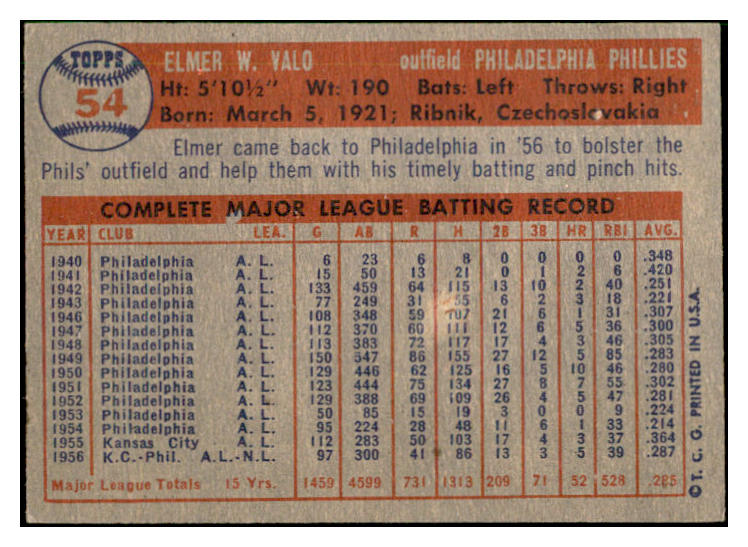 TOPPS
54
ELMER W. VALO outfield PHILADELPHIA PHILLIES
Ht: 5'10½" Wt: 190 Bats: Left Throws: Right
Born: March 5, 1921; Ribnik, Czechoslovakia
Elmer came back to Philadelphia in '56 to bolster the
Phils' outfield and help them with his timely batting and pinch hits.
COMPLETE MAJOR LEAGUE BATTING RECORD
YEAR CLUB LEA. G AB R H 2B 3B HR RBI AVG.
1940 Philadelphia A. L. 6 23 6 8 0 0 0 0 .348
1941 Philadelphia A. L. 15 50 13 21 0 1 2 6 .420
1942 Philadelphia A. L. 133 459 64 115 13 10 2 40 .251
1943 Philadelphia A. L. 77 249 31 55 6 2 3 18 .221
1946 Philadelphia A. L. 108 348 59 107 21 6 1 31 .307
1947 Philadelphia A. L. 112 370 60 111 12 6 5 36 .300
1948 Philadelphia A. L. 113 383 72 117 17 4 3 46 .305
1949 Philadelphia A. L. 150 547 86 155 27 12 5 85 .283
1950 Philadelphia A. L. 129 446 62 125 16 5 10 46 .280
1951 Philadelphia A. L. 123 444 75 134 27 8 7 55 .302
1952 Philadelphia A. L. 129 388 69 109 26 4 5 47 .281
1953 Philadelphia A. L. 50 85 15 19 3 0 0 9 .224
1954 Philadelphia A. L. 95 224 28 48 11 6 1 33 .214
1955 Kansas City A. L. 112 283 50 103 17 4 3 37 .364
1956 K.C.-Phil. A.L.-N.L. 97 300 41 86 13 3 5 39 .287
Major League Totals 15 Yrs. 1459 4599 731 1313 209 71 52 528 .285
©T. C. G. PRINTED IN U.S.A.